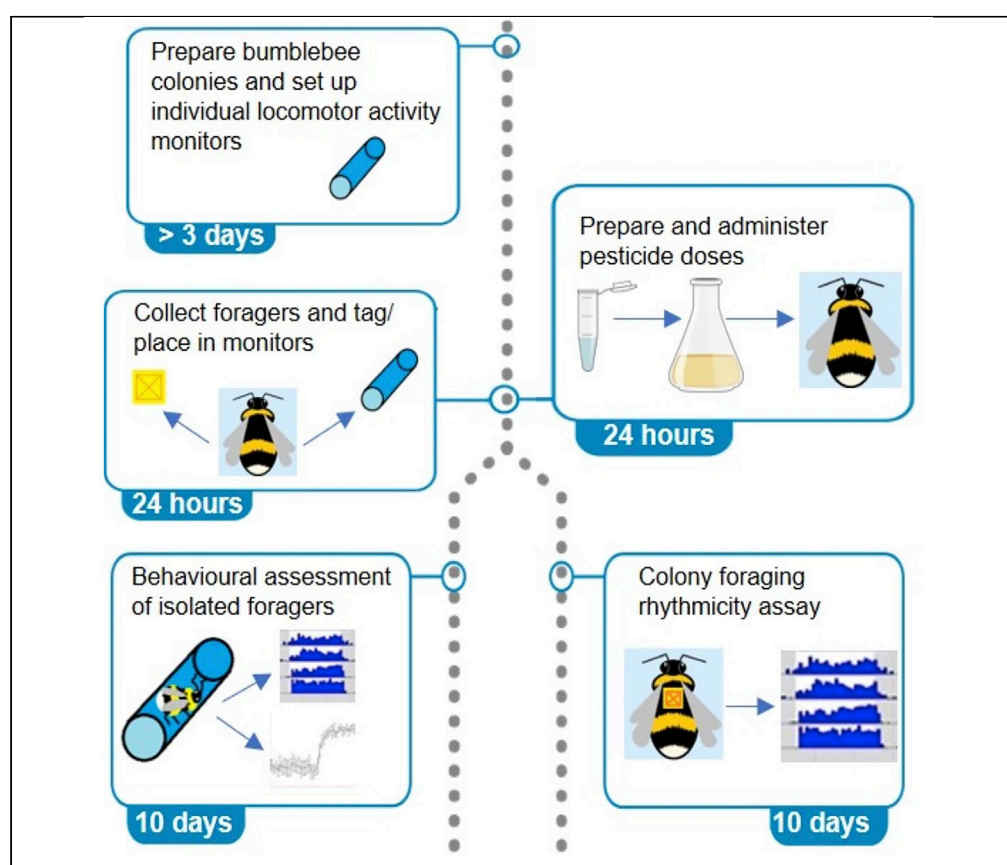 Prepare bumblebee
colonies and set up
individual locomotor activity
monitors
> 3 days
Prepare and administer
pesticide doses
24 hours
Collect foragers and tag/
place in monitors
24 hours
Behavioural assessment
of isolated foragers
10 days
Colony foraging
rhythmicity assay
10 days